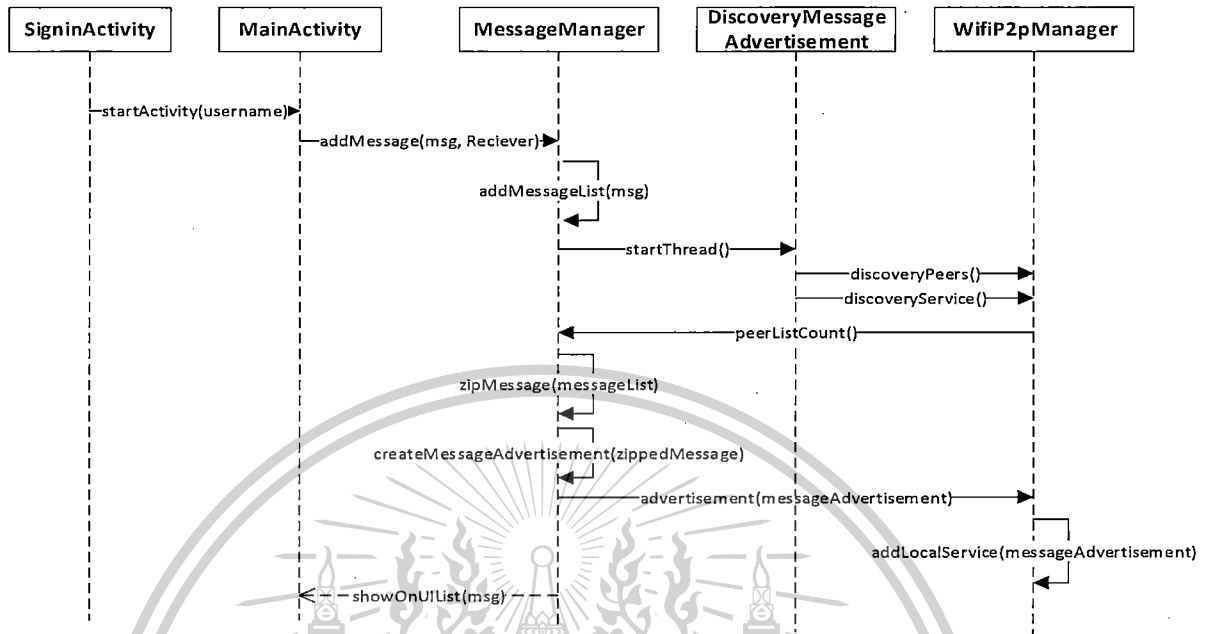 SigninActivity
MainActivity
MessageManager
DiscoveryMessage
Advertisement
WifiP2pManager
startActivity(username)
addMessage(msg, Reciever)
addMessageList(msg)
startThread()
discoveryPeers()
discoveryService()
peerListCount()
zipMessage(messageList)
createMessageAdvertisement(zippedMessage)
advertisement(messageAdvertisement)
addLocalService(messageAdvertisement)
showOnUIList(msg)